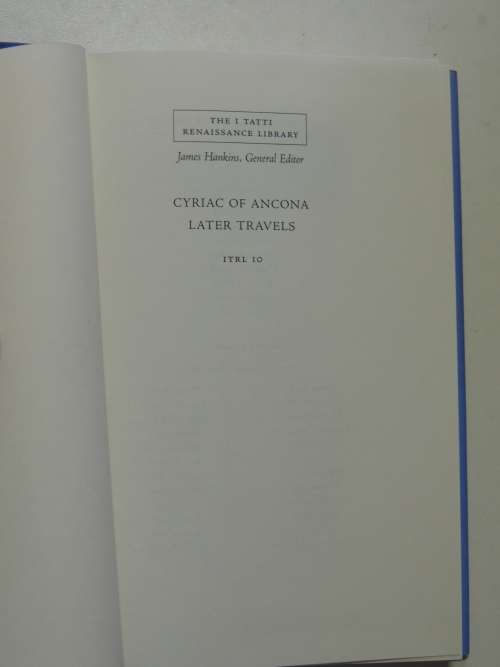 THE I TATTI
RENAISSANCE LIBRARY
James Hankins, General Editor
CYRIAC OF ANCONA
LATER TRAVELS
ITRL 10